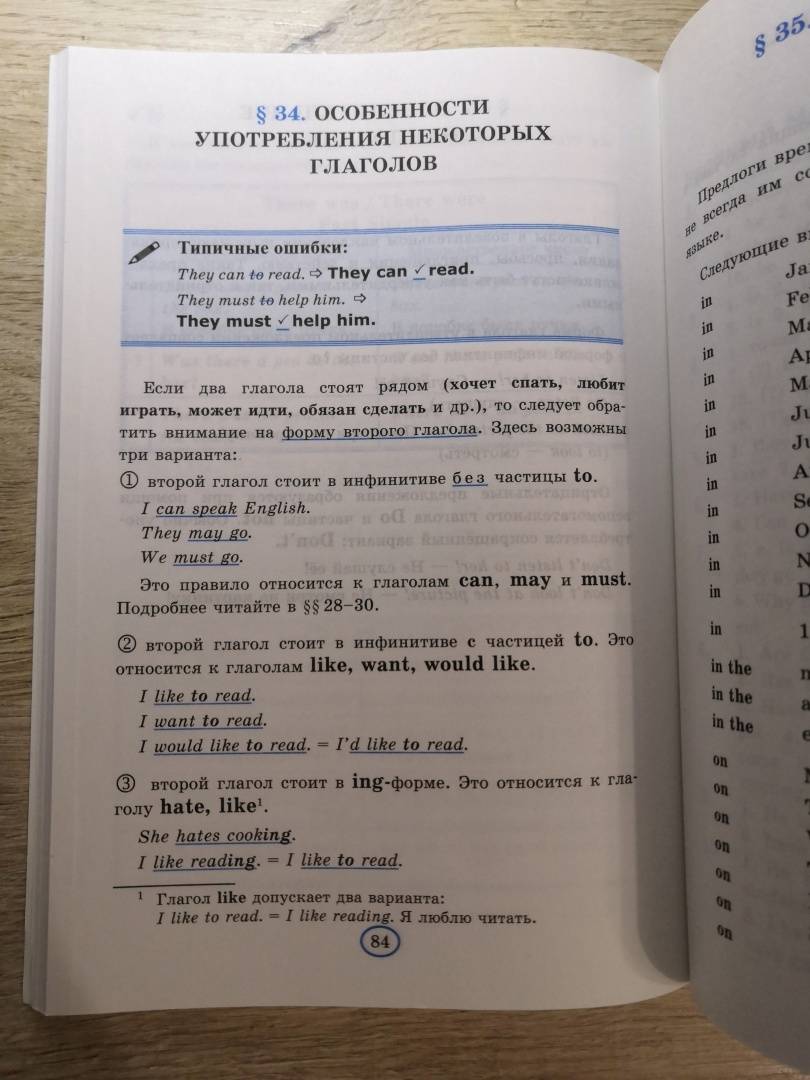 § 34. ОСОБЕННОСТИ
УПОТРЕБЛЕНИЯ НЕКОТОРЫХ
ГЛАГОЛОВ
Типичные ошибки:
They can to read. ⇨ They can ✓ read.
They must to help him. ⇨
They must ✓ help him.
Если два глагола стоят рядом (хочет спать, любит
играть, может идти, обязан сделать и др.), то следует обра-
тить внимание на форму второго глагола. Здесь возможны
три варианта:
① второй глагол стоит в инфинитиве без частицы to.
I can speak English.
They may go.
We must go.
Это правило относится к глаголам can, may и must.
Подробнее читайте в §§ 28–30.
② второй глагол стоит в инфинитиве с частицей to. Это
относится к глаголам like, want, would like.
I like to read.
I want to read.
I would like to read. = I'd like to read.
③ второй глагол стоит в ing-форме. Это относится к гла-
голу hate, like¹.
She hates cooking.
I like reading. = I like to read.
¹ Глагол like допускает два варианта:
I like to read. = I like reading. Я люблю читать.
84
§ 35.
Предлоги
не всегда им
языке.
Следующие
in
in
in
in
in
in
in
in
in
in
in
in
in
in the
in the
in the
on
on
on
on
on
on
on